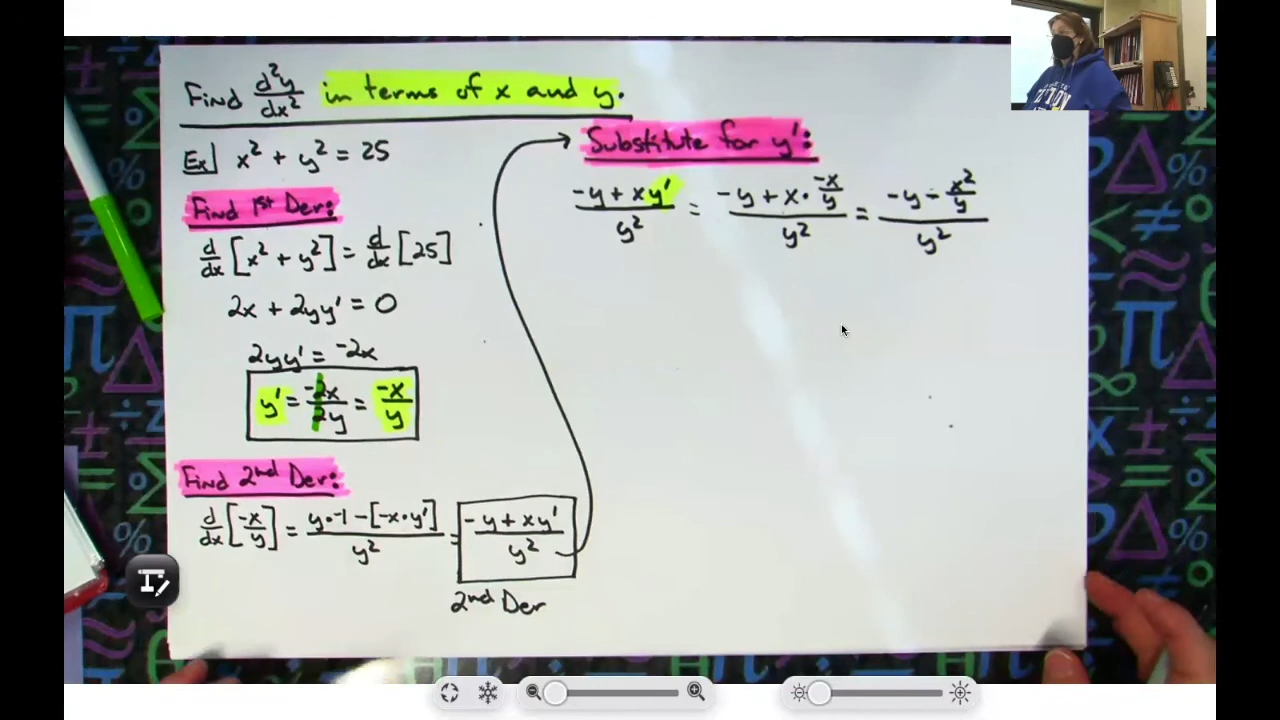 Find d²y/dx² in terms of x and y.
Ex] x² + y² = 25
Find 1st Der:
d/dx [x² + y²] = d/dx [25]
2x + 2yy' = 0
2yy' = -2x
y' = -2x/2y = -x/y
Find 2nd Der:
d/dx [-x/y] = y•-1 - [-x•y']/y² = -y + xy'/y²
2nd Der
Substitute for y':
-y + xy'/y² = -y + x•-x/y/y² = -y - x²/y/y²